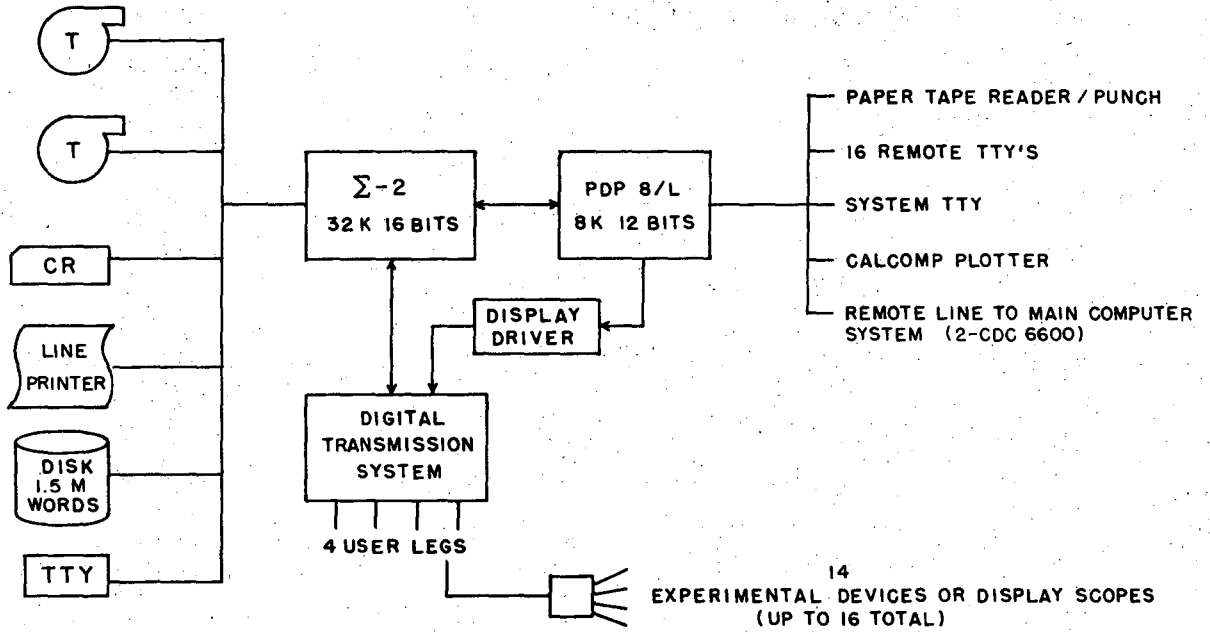 T
T
CR
LINE
PRINTER
DISK
1.5 M
WORDS
TTY
Σ-2
32 K 16 BITS
PDP 8/L
8K 12 BITS
DISPLAY
DRIVER
DIGITAL
TRANSMISSION
SYSTEM
4 USER LEGS
PAPER TAPE READER / PUNCH
16 REMOTE TTY'S
SYSTEM TTY
CALCOMP PLOTTER
REMOTE LINE TO MAIN COMPUTER
SYSTEM (2-CDC 6600)
14
EXPERIMENTAL DEVICES OR DISPLAY SCOPES
(UP TO 16 TOTAL)